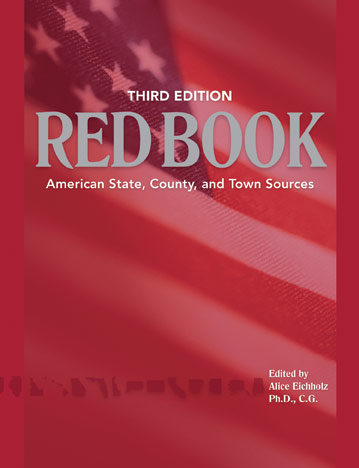 THIRD EDITION
RED BOOK
American State, County, and Town Sources
Edited by
Alice Eichholz
Ph.D., C.G.